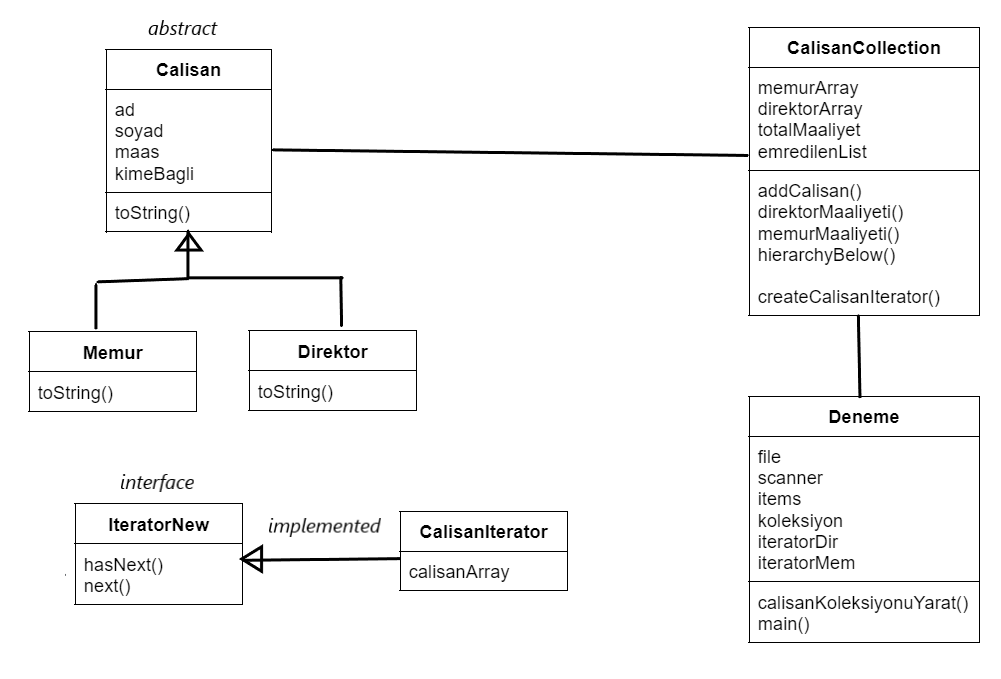 abstract
Calisan
ad
soyad
maas
kimeBagli
toString()
CalisanCollection
memurArray
direktorArray
totalMaaliyet
emredilenList
addCalisan()
direktorMaaliyeti()
memurMaaliyeti()
hierarchyBelow()
createCalisanIterator()
Memur
toString()
Direktor
toString()
Deneme
file
scanner
items
koleksiyon
iteratorDir
iteratorMem
calisanKoleksiyonuYarat()
main()
interface
IteratorNew
hasNext()
next()
implemented
CalisanIterator
calisanArray